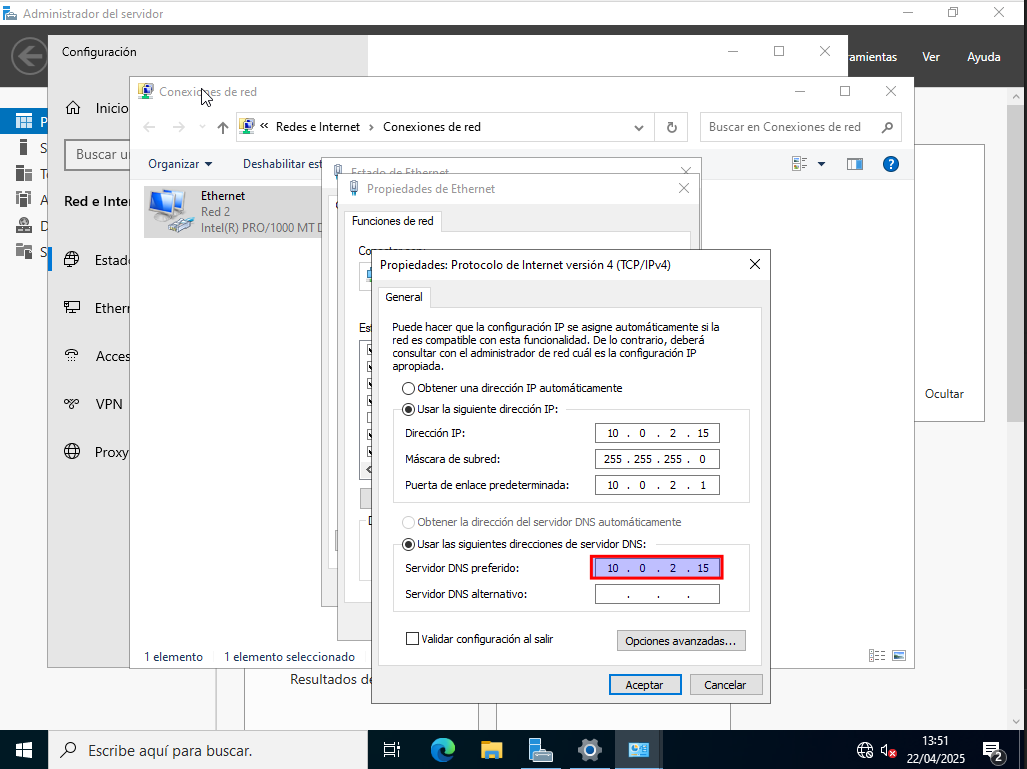 Administrador del servidor
Configuración
ramientas
Ver
Ayuda
Conexiones de red
Inicio
Redes e Internet
Conexiones de red
Buscar en Conexiones de red
Buscar
Organizar
Deshabilitar
Estado de Ethernet
Propiedades de Ethernet
Ethernet
Red 2
Intel(R) PRO/1000 MT
Red e
Funciones de red
Propiedades: Protocolo de Internet versión 4 (TCP/IPv4)
General
Puede hacer que la configuración IP se asigne automáticamente si la
red es compatible con esta funcionalidad. De lo contrario, deberá
consultar con el administrador de red cuál es la configuración IP
apropiada.
Obtener una dirección IP automáticamente
Usar la siguiente dirección IP:
Dirección IP:
10 . 0 . 2 . 15
Máscara de subred:
255 . 255 . 255 . 0
Puerta de enlace predeterminada:
10 . 0 . 2 . 1
Obtener la dirección del servidor DNS automáticamente
Usar las siguientes direcciones de servidor DNS:
Servidor DNS preferido:
10 . 0 . 2 . 15
Servidor DNS alternativo:
. . .
Validar configuración al salir
Opciones avanzadas...
Aceptar
Cancelar
VPN
Proxy
Ocultar
1 elemento
1 elemento seleccionado
Resultados de
Escribe aquí para buscar.
13:51
22/04/2025
2